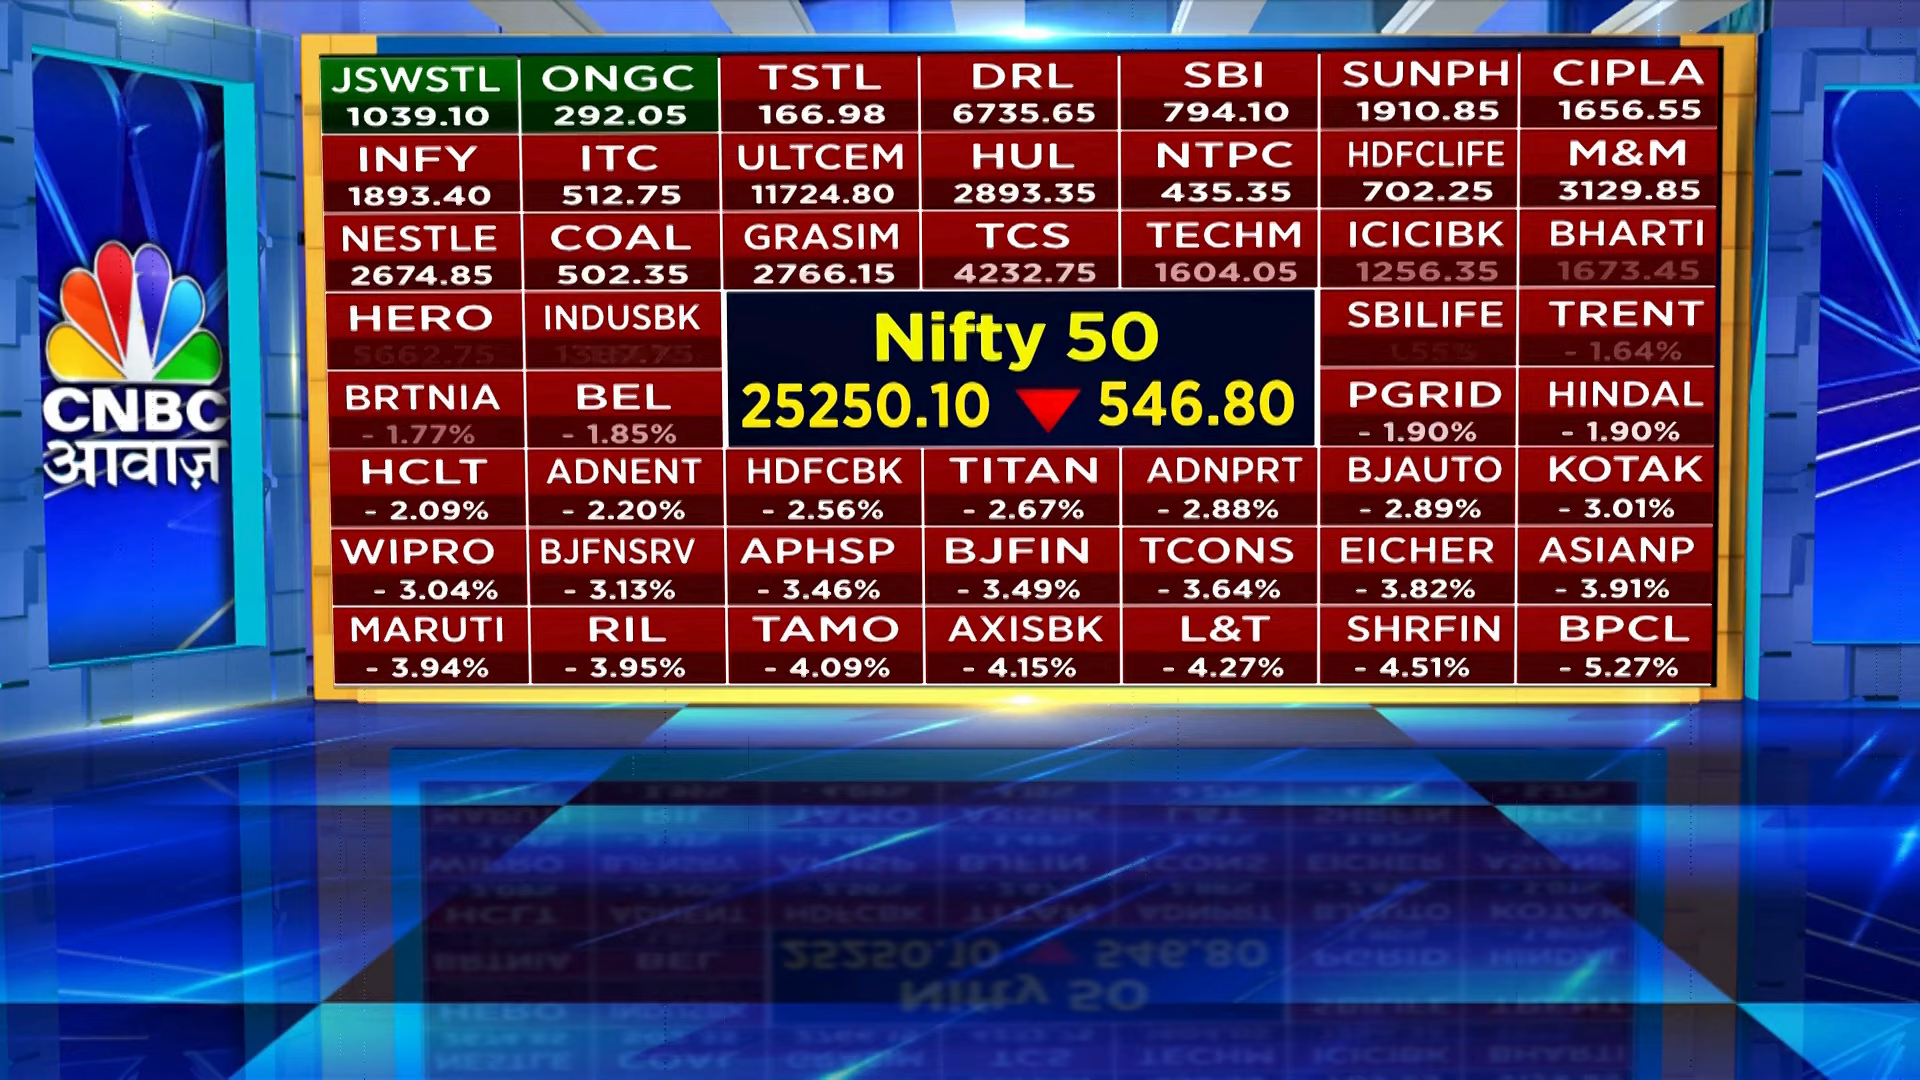 JSWSTL ONGC TSTL DRL SBI SUNPH CIPLA
1039.10 292.05 166.98 6735.65 794.10 1910.85 1656.55
INFY ITC ULTCEM HUL NTPC HDFCLIFE M&M
1893.40 512.75 11724.80 2893.35 435.35 702.25 3129.85
NESTLE COAL GRASIM TCS TECHM ICICIBK BHARTI
2674.85 502.35 2766.15 4232.75 1604.05 1256.35 1673.45
HERO INDUSBK Nifty 50 SBILIFE TRENT
5662.75 - 1.64%
BRTNIA BEL 25250.10 546.80 PGRID HINDAL
- 1.77% - 1.85% - 1.90% - 1.90%
HCLT ADNENT HDFCBK TITAN ADNPRT BJAUTO KOTAK
- 2.09% - 2.20% - 2.56% - 2.67% - 2.88% - 2.89% - 3.01%
WIPRO BJFNSRV APHSP BJFIN TCONS EICHER ASIANP
- 3.04% - 3.13% - 3.46% - 3.49% - 3.64% - 3.82% - 3.91%
MARUTI RIL TAMO AXISBK L&T SHRFIN BPCL
- 3.94% - 3.95% - 4.09% - 4.15% - 4.27% - 4.51% - 5.27%
CNBC
आवाज़